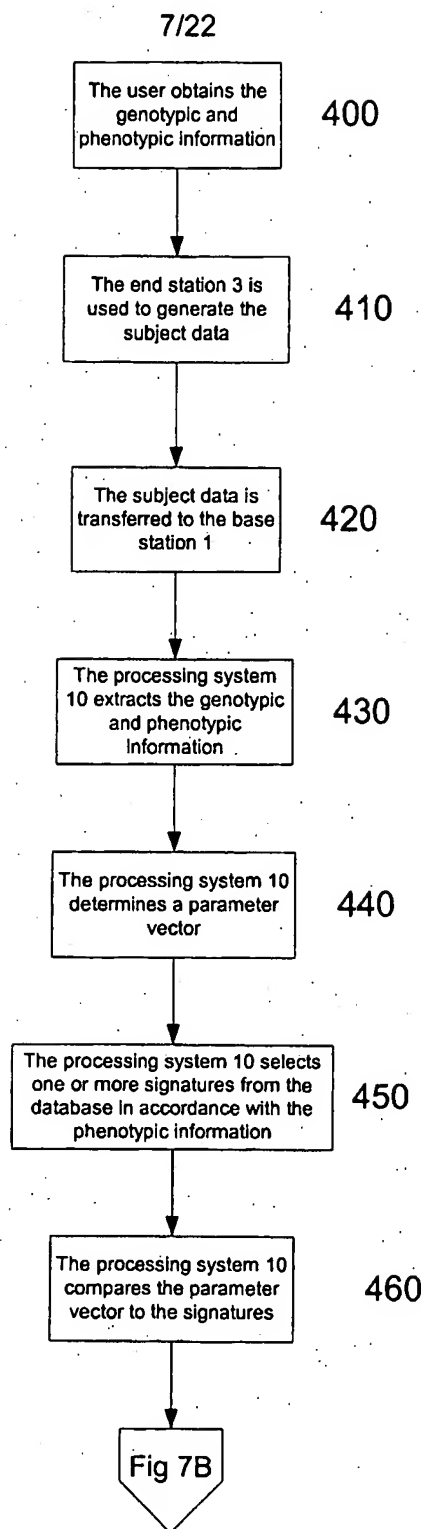 7/22
The user obtains the
genotypic and
phenotypic information
400
The end station 3 is
used to generate the
subject data
410
The subject data is
transferred to the base
station 1
420
The processing system
10 extracts the genotypic
and phenotypic
Information
430
The processing system 10
determines a parameter
vector
440
The processing system 10 selects
one or more signatures from the
database in accordance with the
phenotypic information
450
The processing system 10
compares the parameter
vector to the signatures
460
Fig 7B